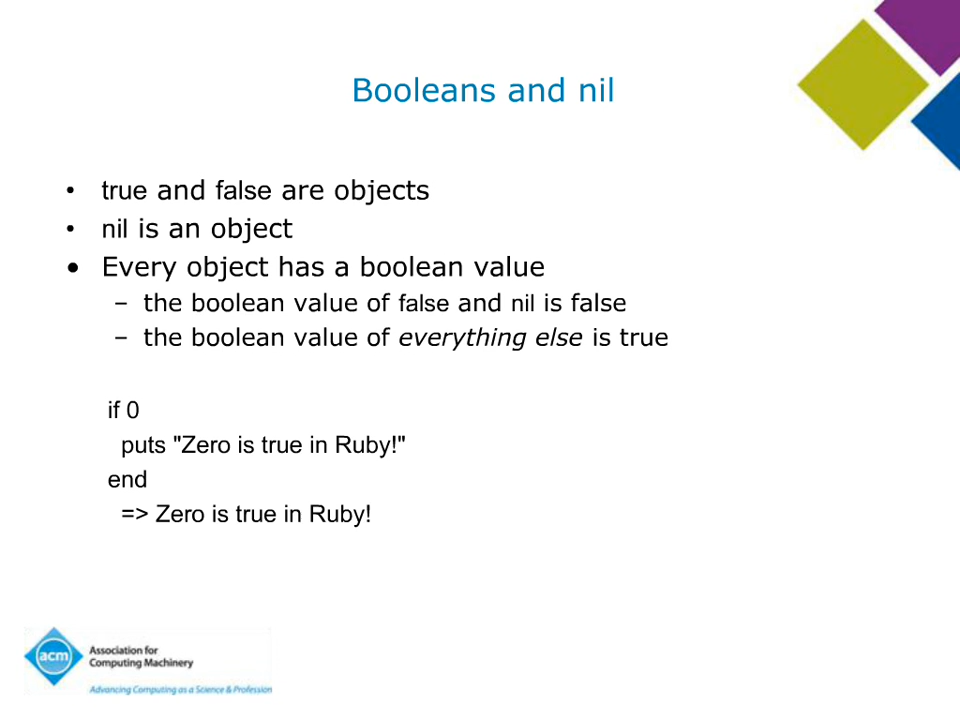 Booleans and nil
• true and false are objects
• nil is an object
• Every object has a boolean value
– the boolean value of false and nil is false
– the boolean value of everything else is true
if 0
puts "Zero is true in Ruby!"
end
=> Zero is true in Ruby!
acm
Association for
Computing Machinery
Advancing Computing as a Science & Profession